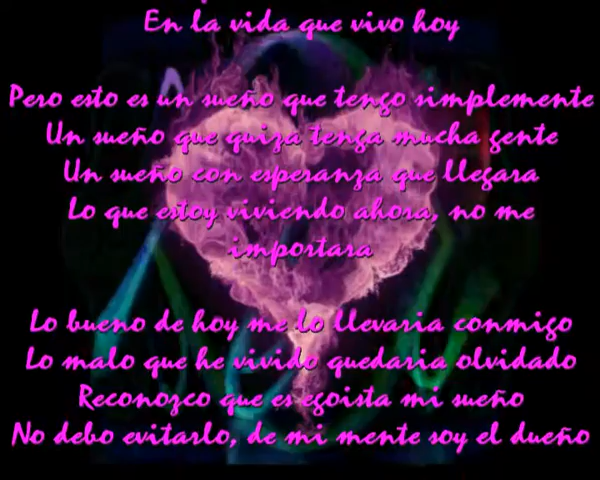 En la vida que vivo hoy
Pero esto es un sueño que tengo simplemente
Un sueño que quiza tenga mucha gente
Un sueño con esperanza que llegara
Lo que estoy viviendo ahora, no me
importara
Lo bueno de hoy me lo llevaria conmigo
Lo malo que he vivido quedaria olvidado
Reconozco que es egoista mi sueño
No debo evitarlo, de mi mente soy el dueño